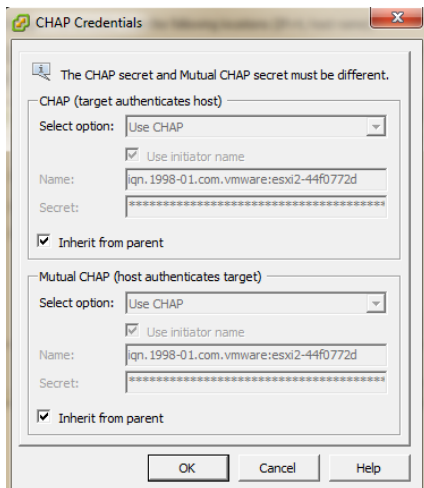 CHAP Credentials
The CHAP secret and Mutual CHAP secret must be different.
CHAP (target authenticates host)
Select option: Use CHAP
Use initiator name
Name: iqn.1998-01.com.vmware:esxi2-44f0772d
Secret: ****************************************
Inherit from parent
Mutual CHAP (host authenticates target)
Select option: Use CHAP
Use initiator name
Name: iqn.1998-01.com.vmware:esxi2-44f0772d
Secret: ****************************************
Inherit from parent
OK Cancel Help